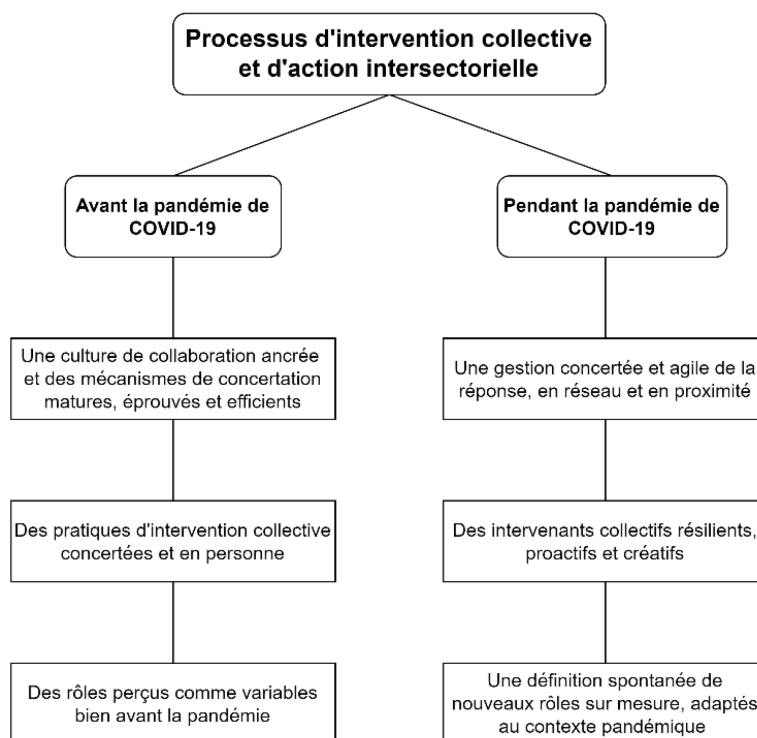 Processus d'intervention collective
et d'action intersectorielle
Avant la pandémie de
COVID-19
Pendant la pandémie de
COVID-19
Une culture de collaboration ancrée
et des mécanismes de concertation
matures, éprouvés et efficients
Une gestion concertée et agile de la
réponse, en réseau et en proximité
Des pratiques d'intervention collective
concertées et en personne
Des intervenants collectifs résilients,
proactifs et créatifs
Des rôles perçus comme variables
bien avant la pandémie
Une définition spontanée de
nouveaux rôles sur mesure, adaptés
au contexte pandémique